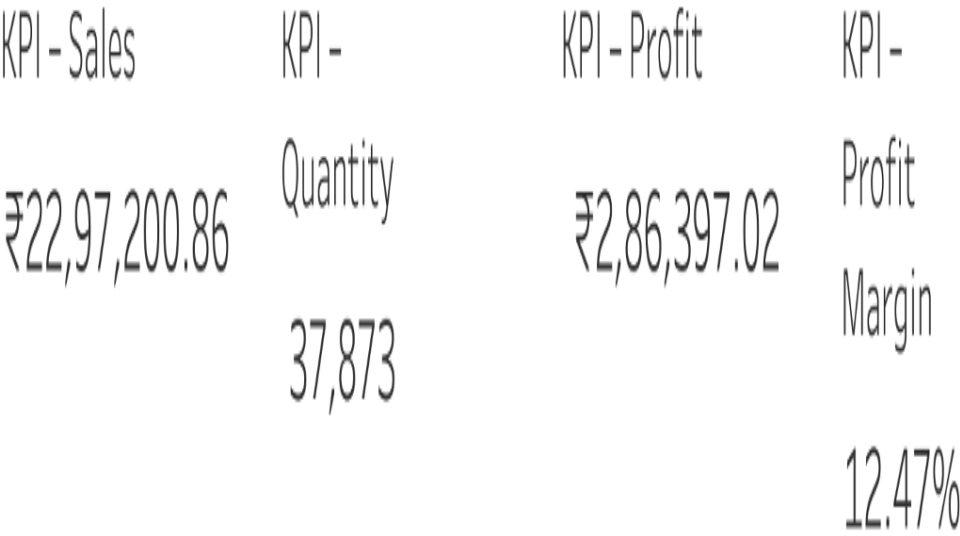 KPI – Sales
₹22,97,200.86
KPI –
Quantity
37,873
KPI – Profit
₹2,86,397.02
KPI –
Profit
Margin
12.47%